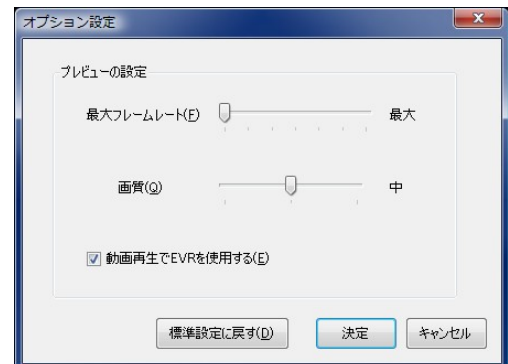 オプション設定
プレビューの設定
最大フレームレート(F) 最大
画質(Q) 中
動画再生でEVRを使用する(E)
標準設定に戻す(D) 決定 キャンセル